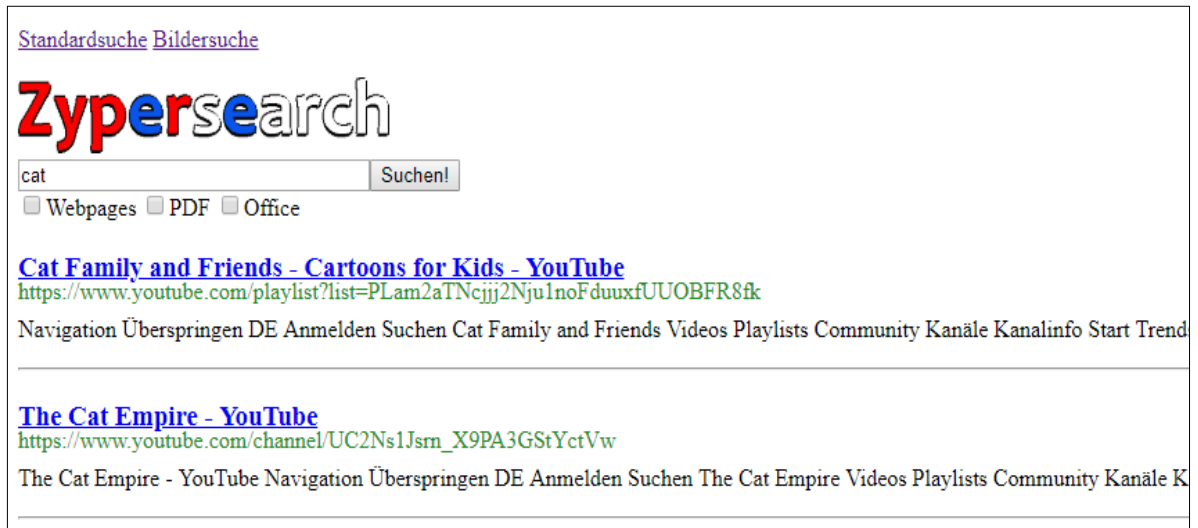 Standardsuche Bildersuche
Zypersearch
cat Suchen!
Webpages PDF Office
Cat Family and Friends - Cartoons for Kids - YouTube
https://www.youtube.com/playlist?list=PLam2aTNcjjj2Nju1noFduuxfUUOBFR8fk
Navigation Überspringen DE Anmelden Suchen Cat Family and Friends Videos Playlists Community Kanäle Kanalinfo Start Trend
The Cat Empire - YouTube
https://www.youtube.com/channel/UC2Ns1Jsrn_X9PA3GStYctVw
The Cat Empire - YouTube Navigation Überspringen DE Anmelden Suchen The Cat Empire Videos Playlists Community Kanäle K